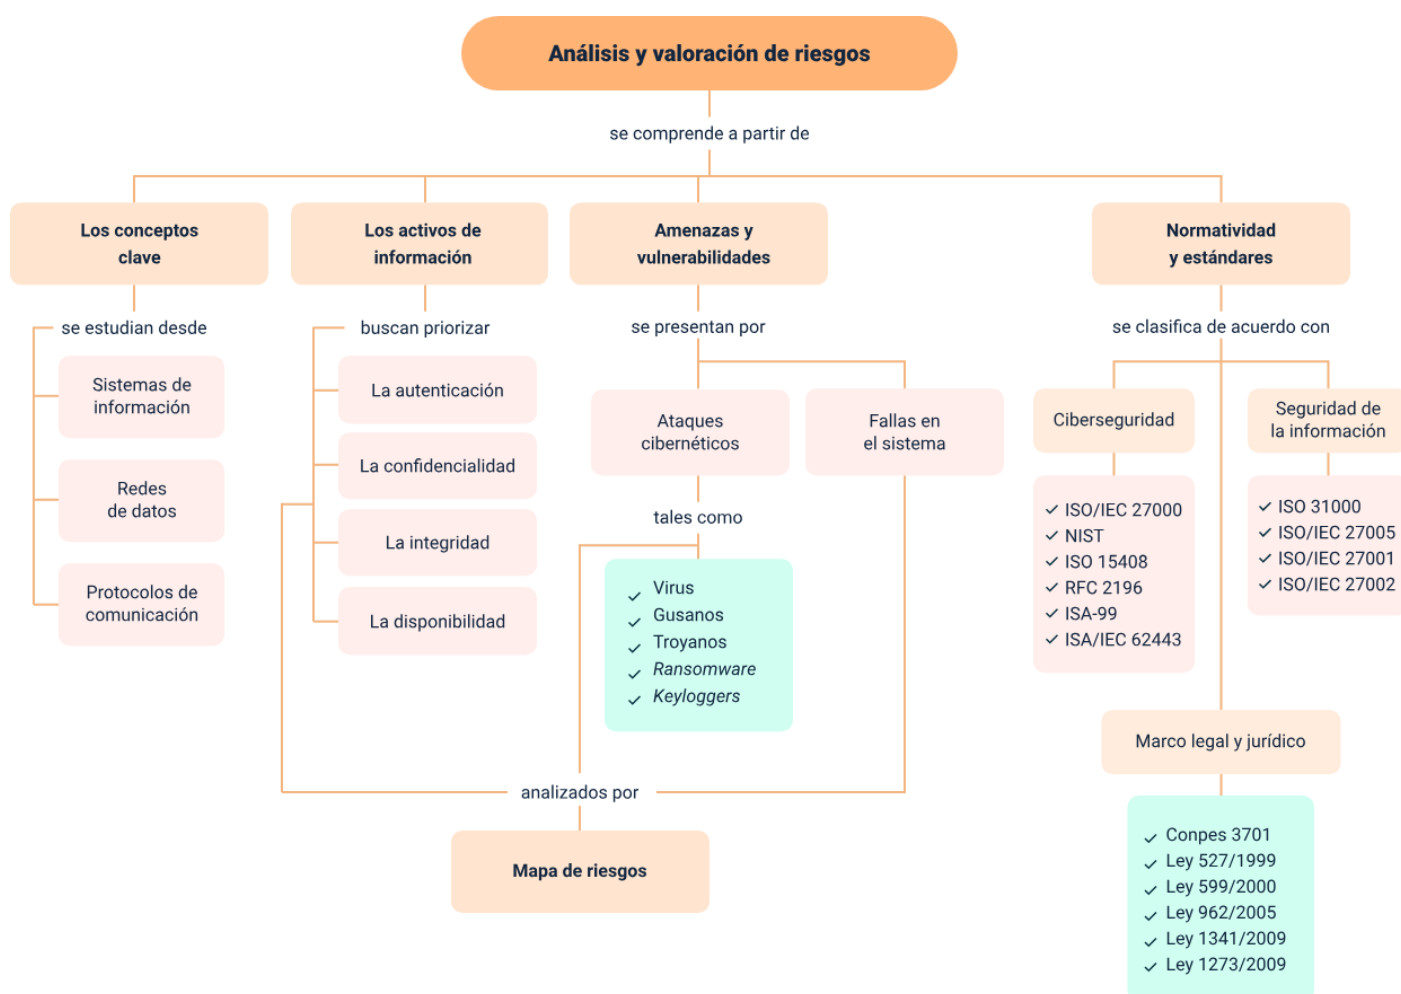 Análisis y valoración de riesgos
se comprende a partir de
Los conceptos
clave
se estudian desde
Sistemas de
información
Redes
de datos
Protocolos de
comunicación
Los activos de
información
buscan priorizar
La autenticación
La confidencialidad
La integridad
La disponibilidad
Amenazas y
vulnerabilidades
se presentan por
Ataques
cibernéticos
Fallas en
el sistema
tales como
Virus
Gusanos
Troyanos
Ransomware
Keyloggers
analizados por
Mapa de riesgos
Normatividad
y estándares
se clasifica de acuerdo con
Ciberseguridad
ISO/IEC 27000
NIST
ISO 15408
RFC 2196
ISA-99
ISA/IEC 62443
Seguridad de
la información
ISO 31000
ISO/IEC 27005
ISO/IEC 27001
ISO/IEC 27002
Marco legal y jurídico
Conpes 3701
Ley 527/1999
Ley 599/2000
Ley 962/2005
Ley 1341/2009
Ley 1273/2009